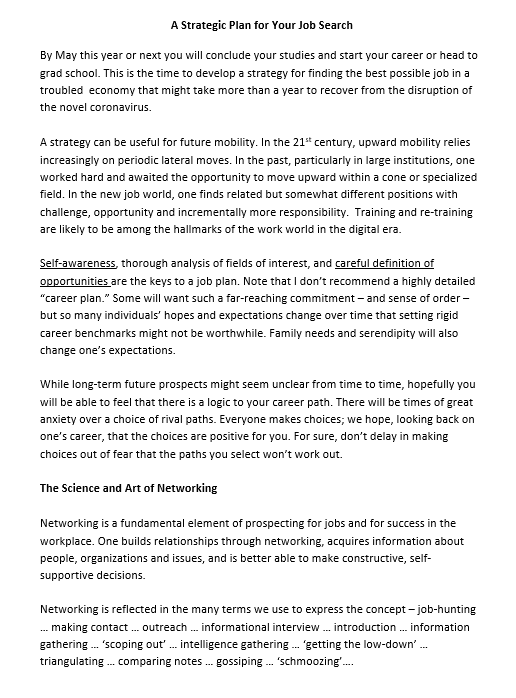 A Strategic Plan for Your Job Search
By May this year or next you will conclude your studies and start your career or head to
grad school. This is the time to develop a strategy for finding the best possible job in a
troubled  economy that might take more than a year to recover from the disruption of
the novel coronavirus.
A strategy can be useful for future mobility. In the 21st century, upward mobility relies
increasingly on periodic lateral moves. In the past, particularly in large institutions, one
worked hard and awaited the opportunity to move upward within a cone or specialized
field. In the new job world, one finds related but somewhat different positions with
challenge, opportunity and incrementally more responsibility.  Training and re-training
are likely to be among the hallmarks of the work world in the digital era.
Self-awareness, thorough analysis of fields of interest, and careful definition of
opportunities are the keys to a job plan. Note that I don't recommend a highly detailed
“career plan.” Some will want such a far-reaching commitment – and sense of order –
but so many individuals’ hopes and expectations change over time that setting rigid
career benchmarks might not be worthwhile. Family needs and serendipity will also
change one’s expectations.
While long-term future prospects might seem unclear from time to time, hopefully you
will be able to feel that there is a logic to your career path. There will be times of great
anxiety over a choice of rival paths. Everyone makes choices; we hope, looking back on
one’s career, that the choices are positive for you. For sure, don’t delay in making
choices out of fear that the paths you select won’t work out.
The Science and Art of Networking
Networking is a fundamental element of prospecting for jobs and for success in the
workplace. One builds relationships through networking, acquires information about
people, organizations and issues, and is better able to make constructive, self-
supportive decisions.
Networking is reflected in the many terms we use to express the concept – job-hunting
… making contact … outreach … informational interview … introduction … information
gathering … ‘scoping out’ … intelligence gathering … ‘getting the low-down’ …
triangulating … comparing notes … gossiping … ‘schmoozing’….